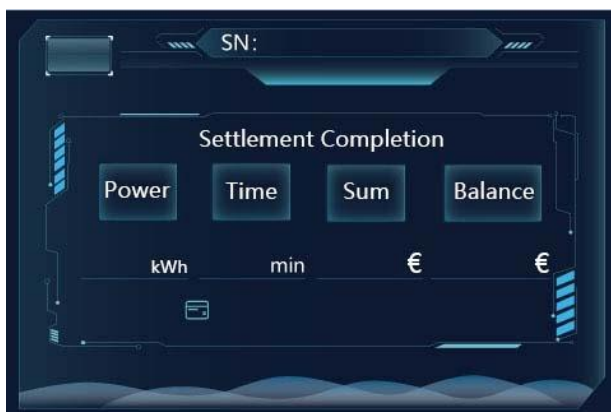 SN:
Settlement Completion
Power Time Sum Balance
kWh min € €